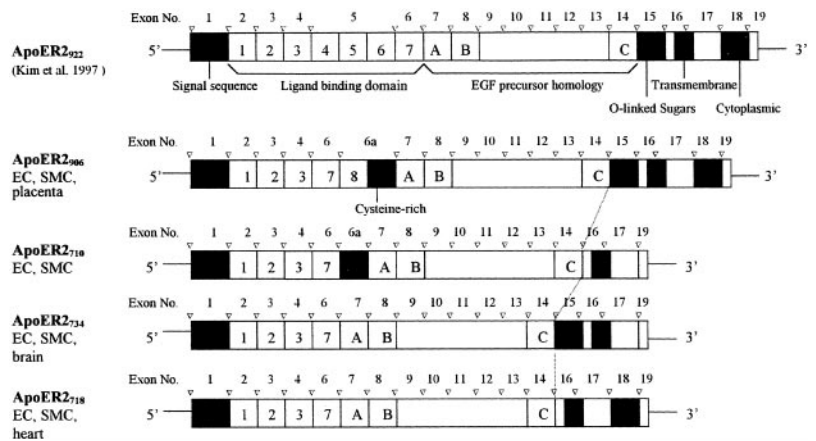 Exon No. 1 2 3 4 5 6 7 8 9 10 11 12 13 14 15 16 17 18 19
ApoER2922
(Kim et al. 1997 )
5' 1 2 3 4 5 6 7 A B C 3'
Signal sequence Ligand binding domain EGF precursor homology Transmembrane
O-linked Sugars Cytoplasmic
Exon No. 1 2 3 4 6 6a 7 8 9 10 11 12 13 14 15 16 17 18 19
ApoER2906
EC, SMC,
placenta
5' 1 2 3 7 8 A B C 3'
Cysteine-rich
Exon No. 1 2 3 4 6 6a 7 8 9 10 11 12 13 14 16 17 19
ApoER2710
EC, SMC
5' 1 2 3 7 A B C 3'
Exon No. 1 2 3 4 6 7 8 9 10 11 12 13 14 15 16 17 19
ApoER2734
EC, SMC,
brain
5' 1 2 3 7 A B C 3'
Exon No. 1 2 3 4 6 7 8 9 10 11 12 13 14 16 17 18 19
ApoER2718
EC, SMC,
heart
5' 1 2 3 7 A B C 3'